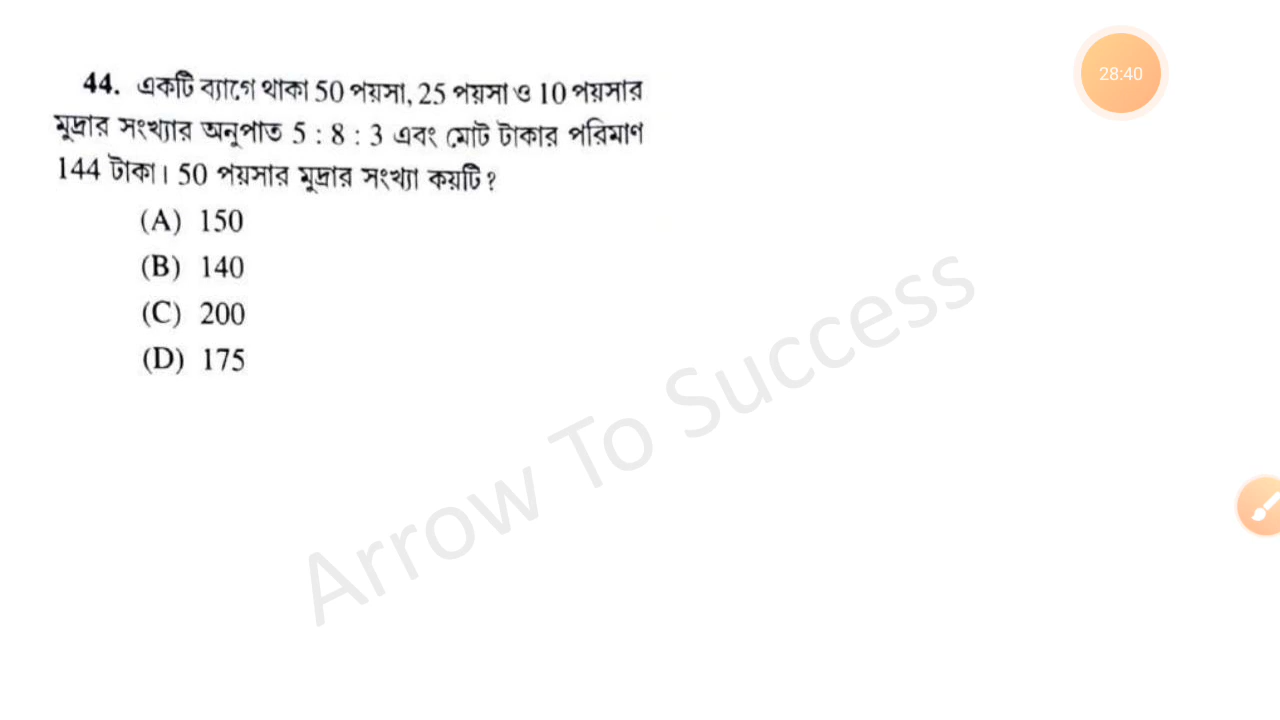 28:40
44. একটি ব্যাগে থাকা 50 পয়সা, 25 পয়সা ও 10 পয়সার
মুদ্রার সংখ্যার অনুপাত 5 : 8 : 3 এবং মোট টাকার পরিমাণ
144 টাকা। 50 পয়সার মুদ্রার সংখ্যা কয়টি ?
(A) 150
(B) 140
(C) 200
(D) 175
Arrow To Success